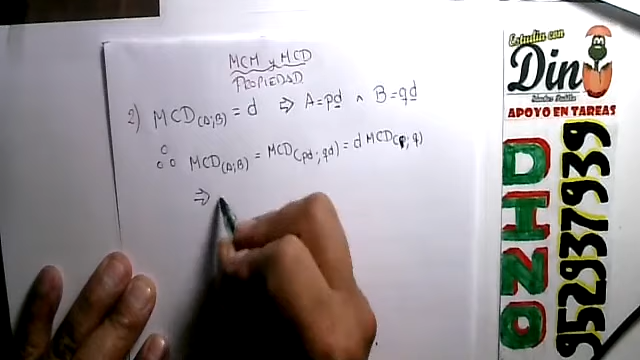 MCM y MCD
PROPIEDAD
2) MCD(A;B) = d ⇒ A = pd ∧ B = qd
∴ MCD(A;B) = MCD(pd;qd) = d MCD(p;q)
⇒
Estudia con
Dino
APOYO EN TAREAS
DINO
952937939